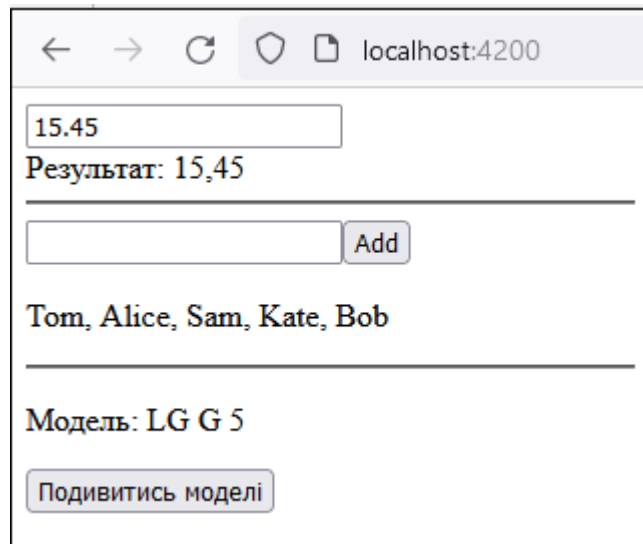 localhost:4200
15.45
Результат: 15,45
Add
Tom, Alice, Sam, Kate, Bob
Модель: LG G 5
Подивитись моделі